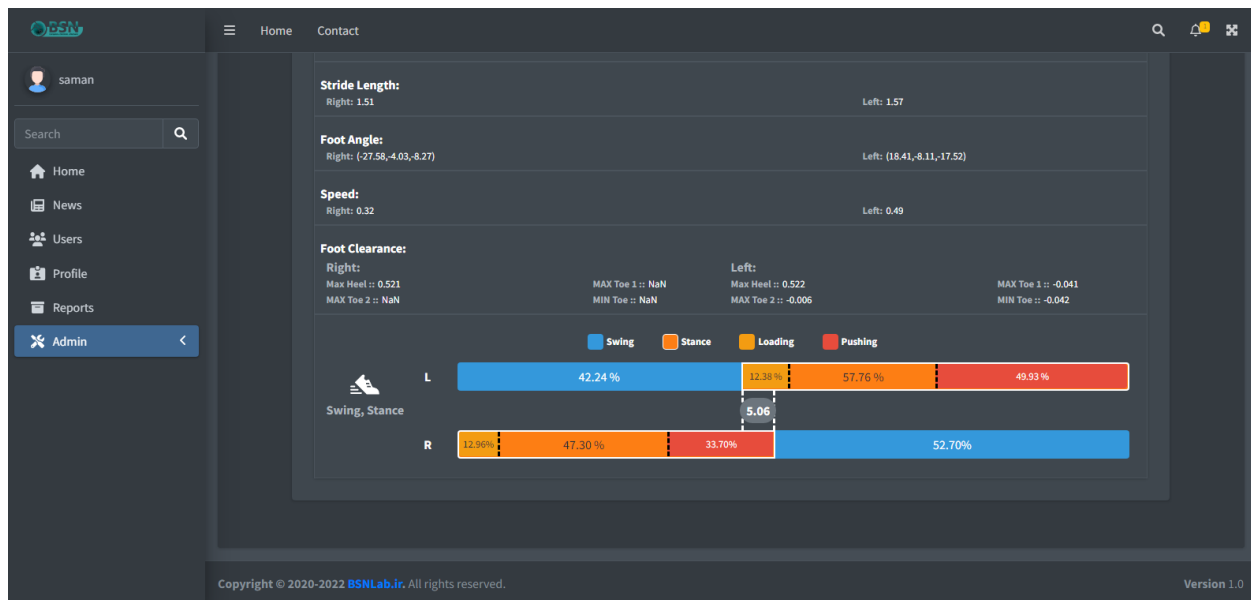 BSN
Home Contact
1
saman
Search
Home
News
Users
Profile
Reports
Admin
Stride Length:
Right: 1.51 Left: 1.57
Foot Angle:
Right: (-27.58,-4.03,-8.27) Left: (18.41,-8.11,-17.52)
Speed:
Right: 0.32 Left: 0.49
Foot Clearance:
Right: Left:
Max Heel :: 0.521 MAX Toe 1 :: NaN Max Heel :: 0.522 MAX Toe 1 :: -0.041
MAX Toe 2 :: NaN MIN Toe :: NaN MAX Toe 2 :: -0.006 MIN Toe :: -0.042
Swing Stance Loading Pushing
L 42.24 % 12.38 % 57.76 % 49.93 %
Swing, Stance 5.06
R 12.96% 47.30 % 33.70% 52.70%
Copyright © 2020-2022 BSNLab.ir. All rights reserved. Version 1.0